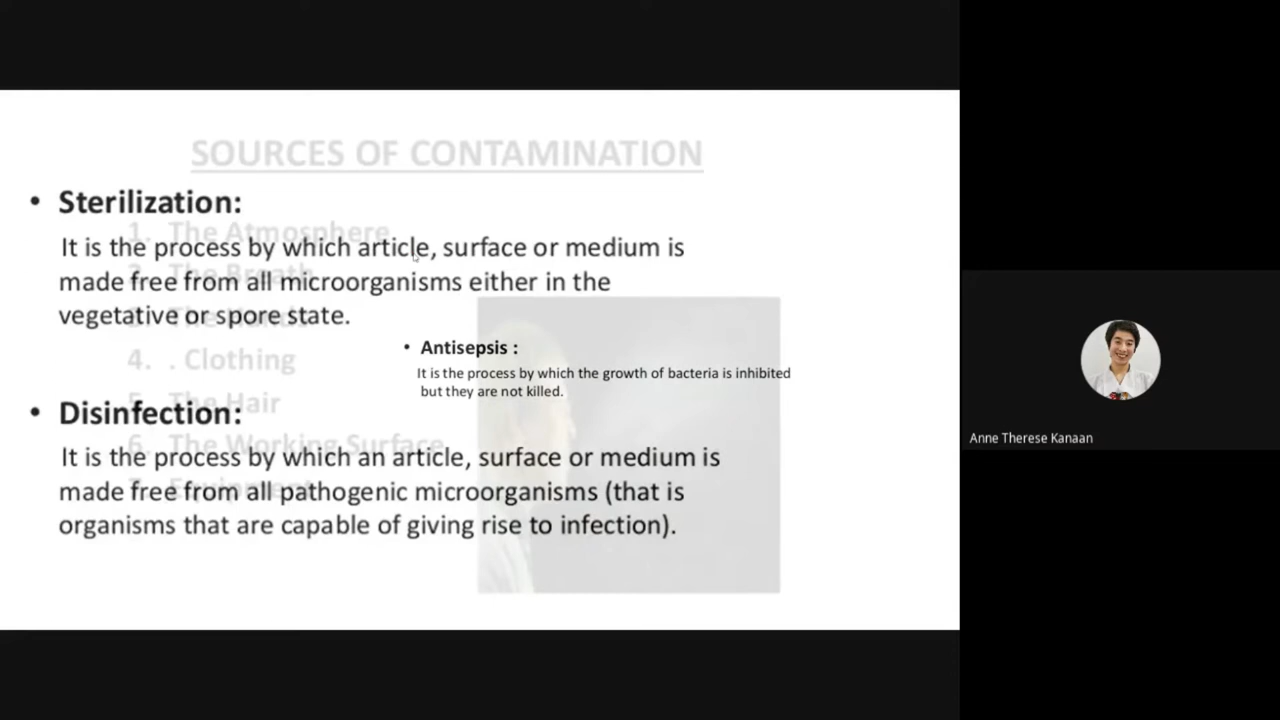 SOURCES OF CONTAMINATION
• Sterilization:
It is the process by which article, surface or medium is
made free from all microorganisms either in the
vegetative or spore state.
• Antisepsis :
It is the process by which the growth of bacteria is inhibited
but they are not killed.
• Disinfection:
It is the process by which an article, surface or medium is
made free from all pathogenic microorganisms (that is
organisms that are capable of giving rise to infection).
1. The Atmosphere
The Breath
The Hands
4. . Clothing
5. The Hair
6. The Working Surface
Equipment
Anne Therese Kanaan